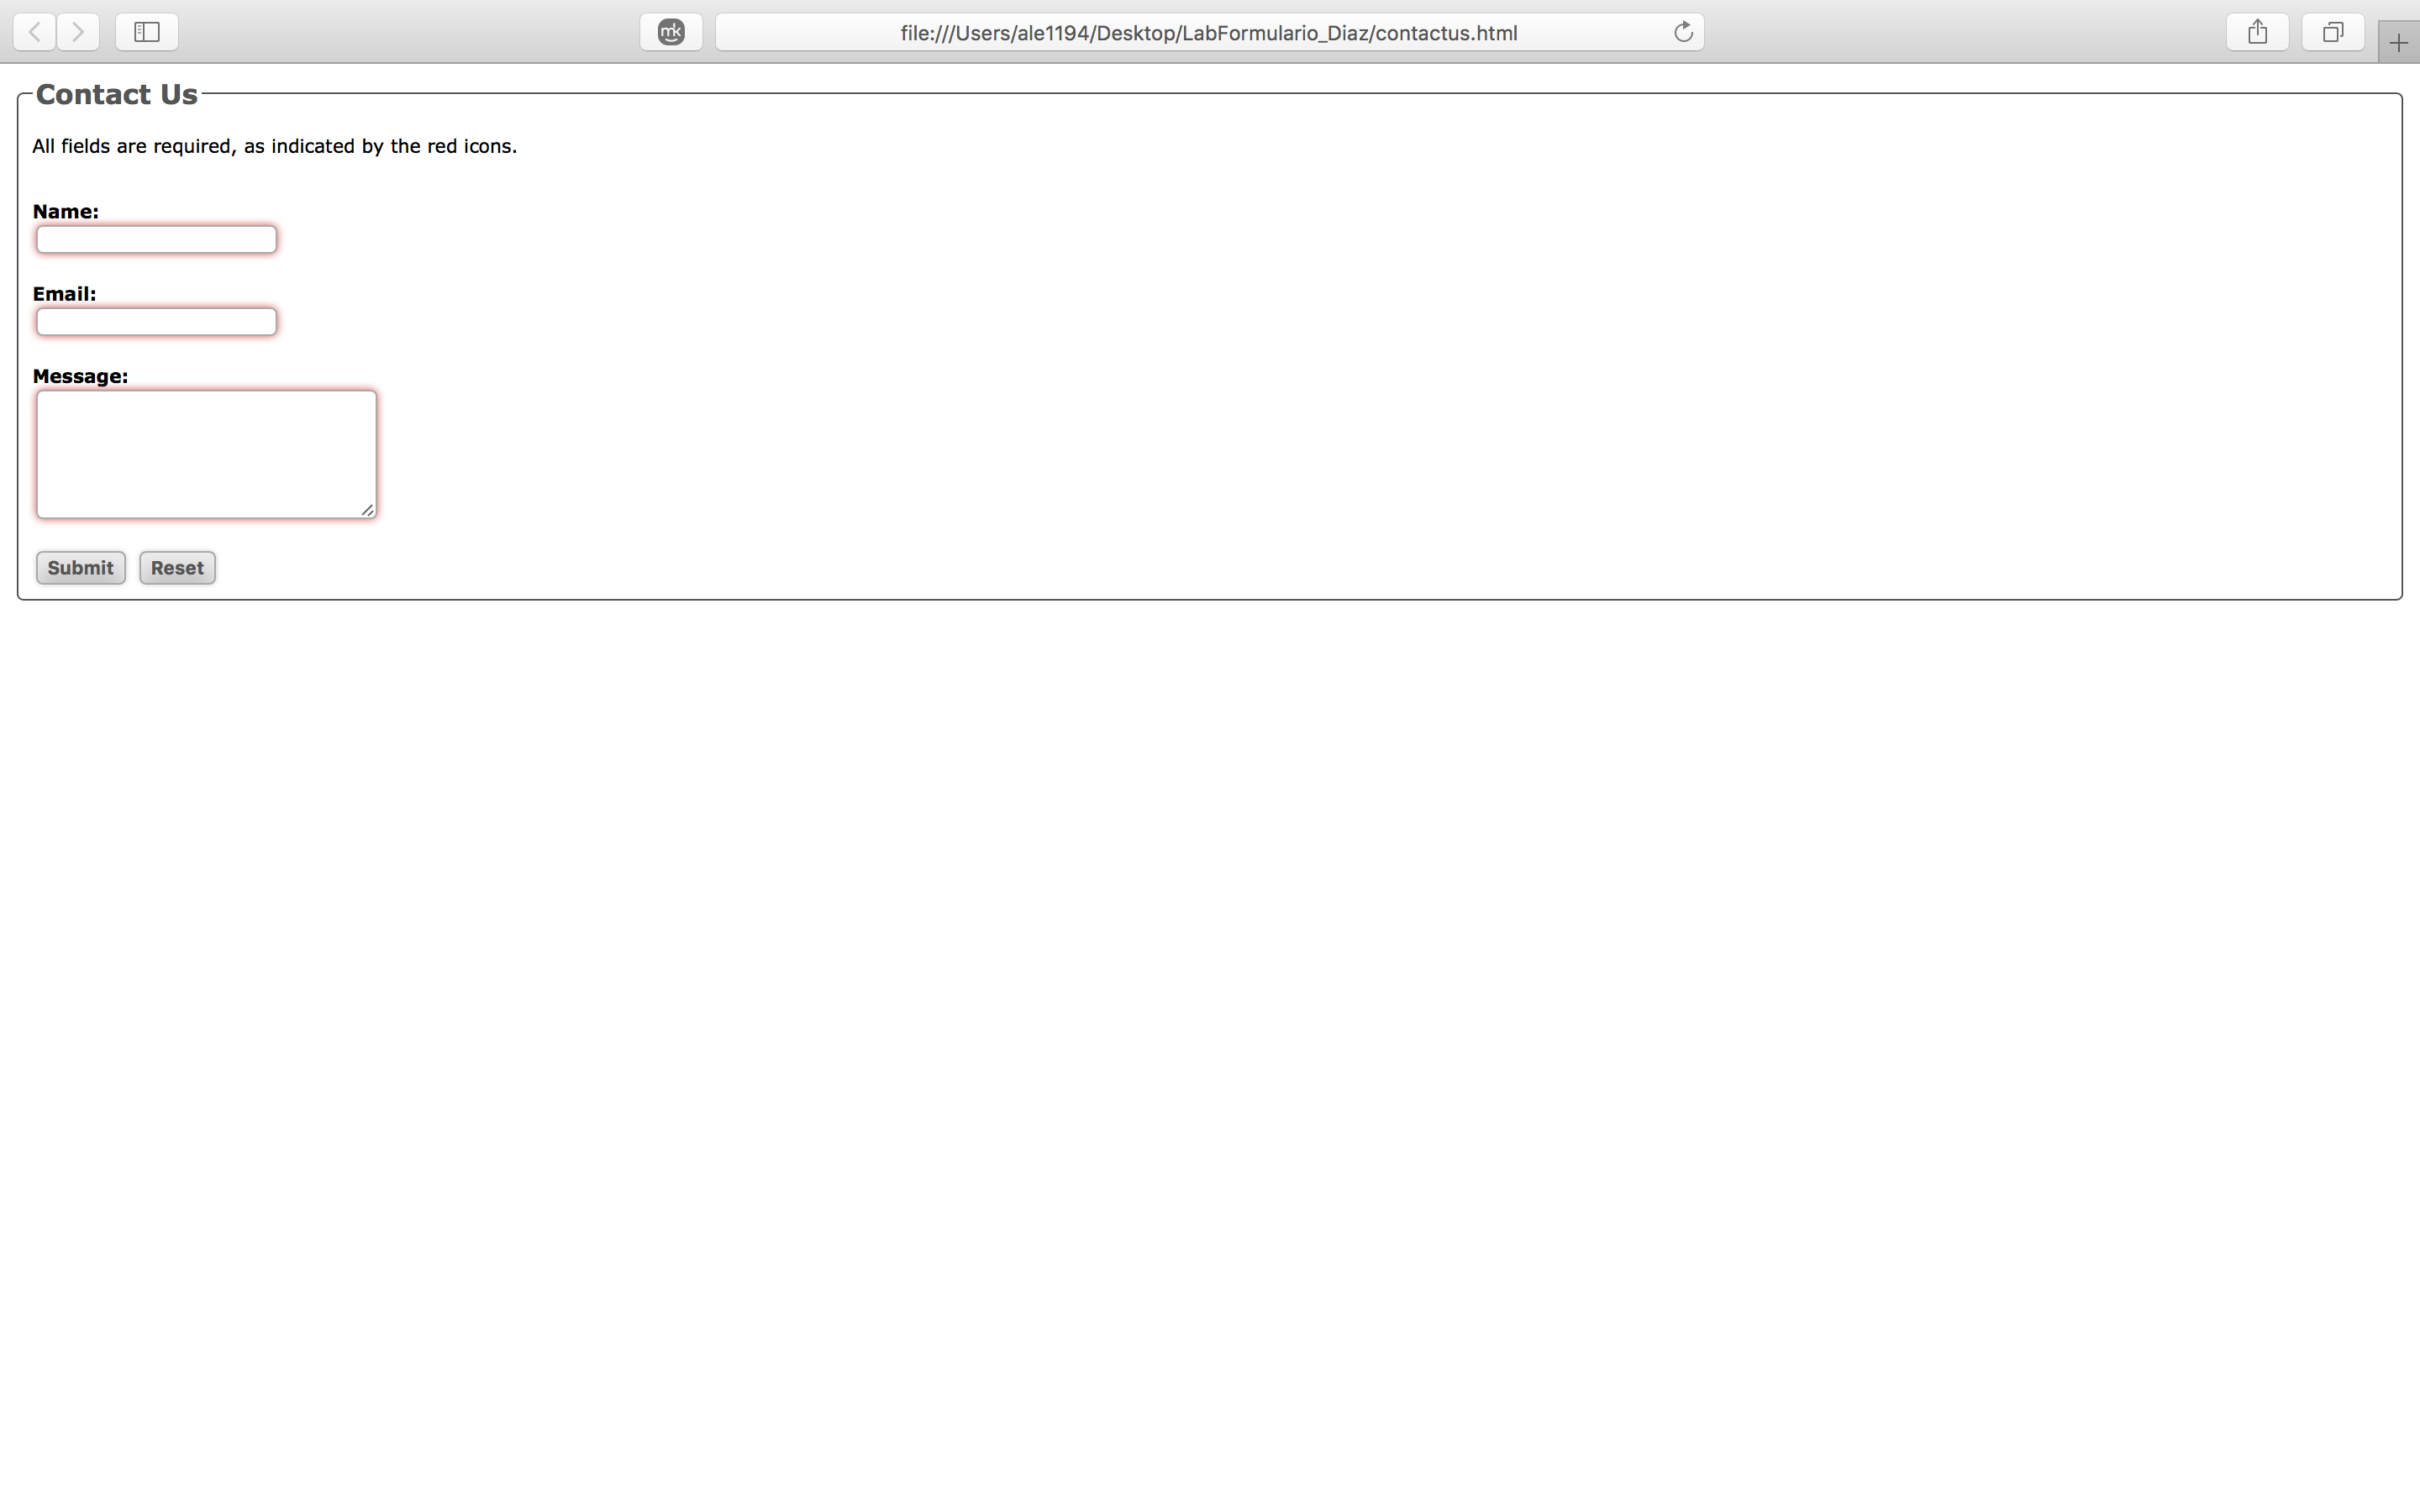 mk
file:///Users/ale1194/Desktop/LabFormulario_Diaz/contactus.html
Contact Us
All fields are required, as indicated by the red icons.
Name:
Email:
Message:
Submit Reset